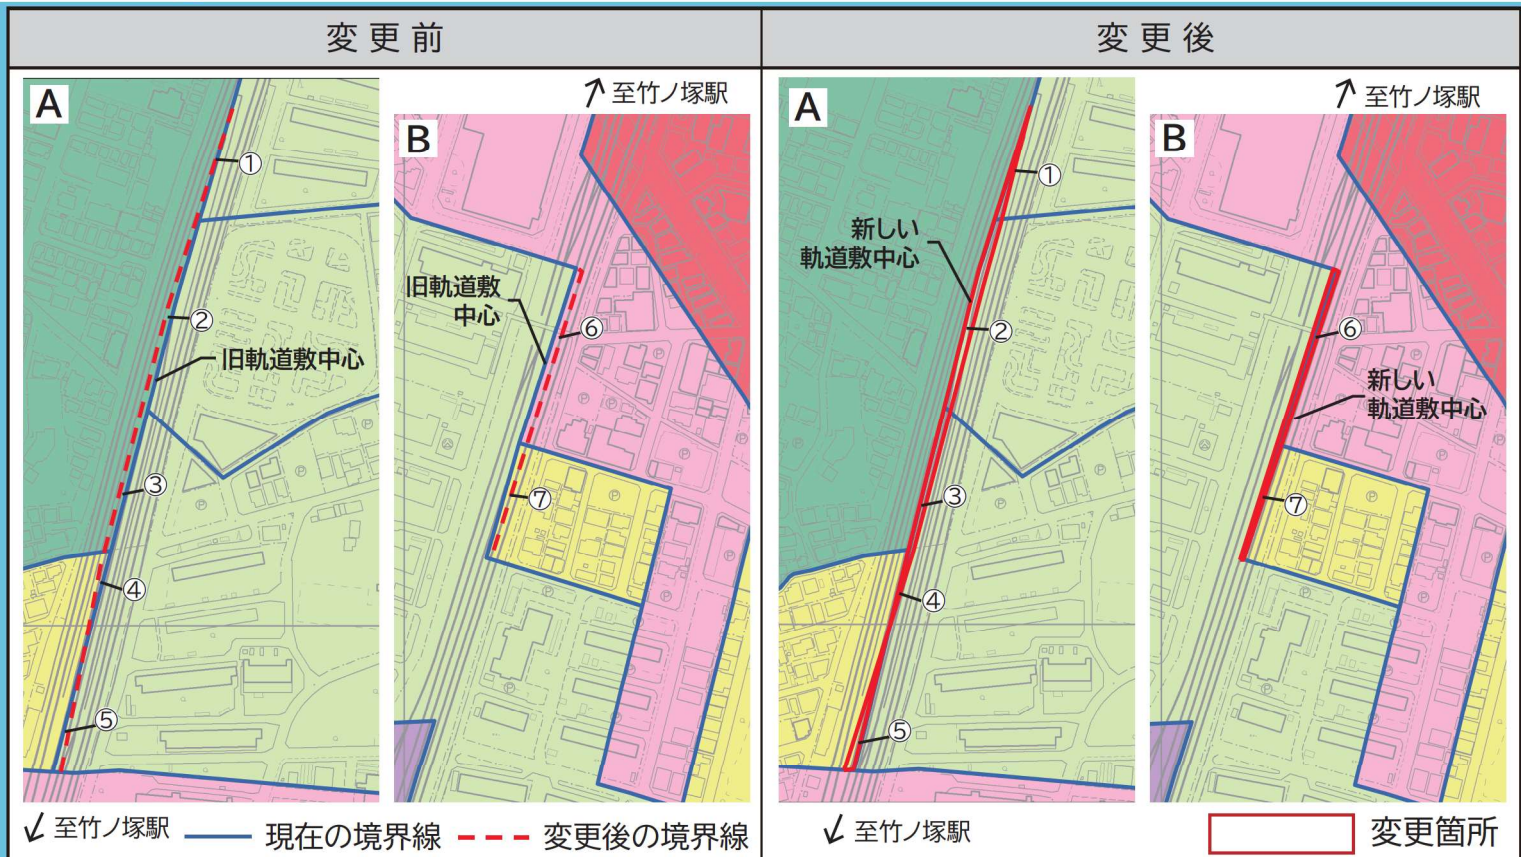 変更前
変更後
A
①
②
旧軌道敷中心
③
④
⑤
↙ 至竹ノ塚駅
↗ 至竹ノ塚駅
B
旧軌道敷
中心
⑥
⑦
現在の境界線
変更後の境界線
A
①
新しい
軌道敷中心
②
③
④
⑤
↙ 至竹ノ塚駅
↗ 至竹ノ塚駅
B
⑥
新しい
軌道敷中心
⑦
変更箇所